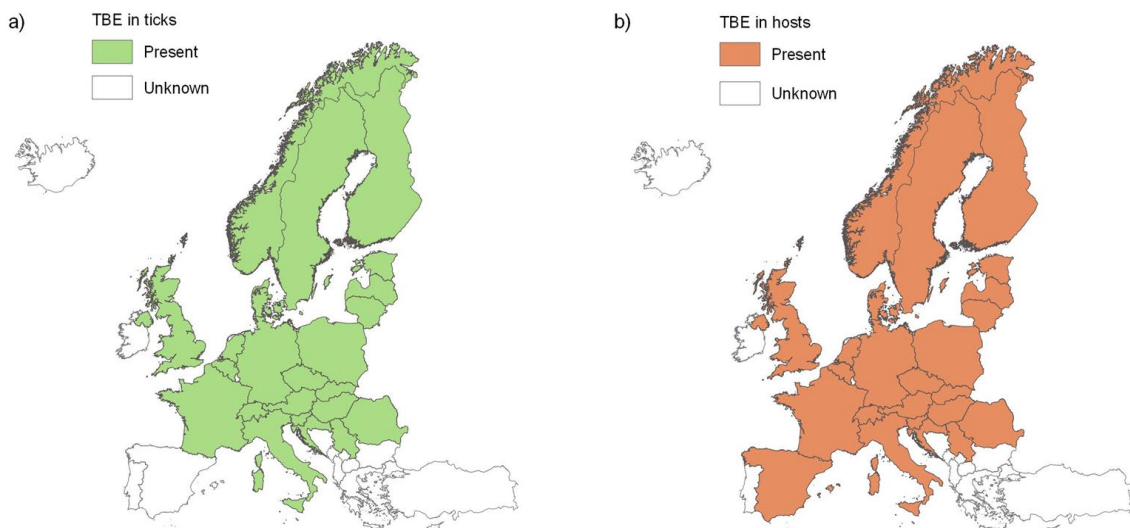 a)
TBE in ticks
Present
Unknown
b)
TBE in hosts
Present
Unknown